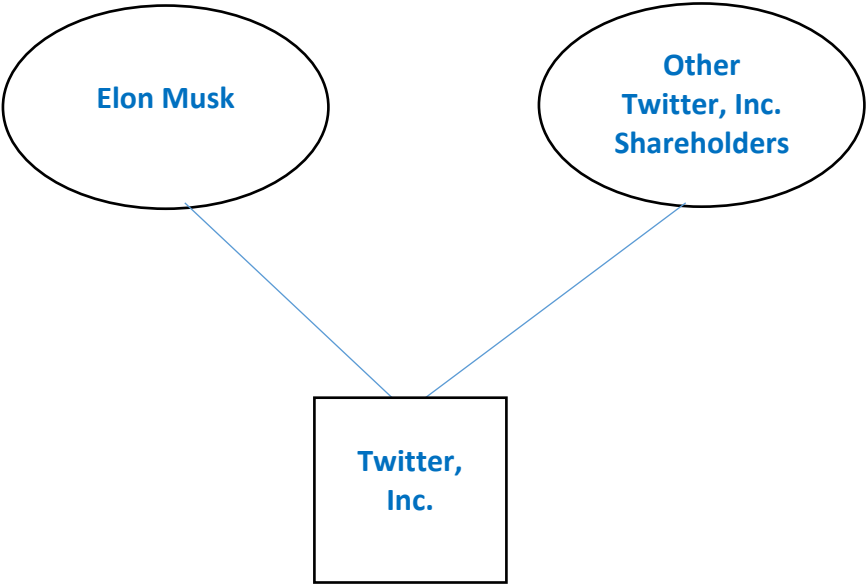 Elon Musk
Other
Twitter, Inc.
Shareholders
Twitter,
Inc.